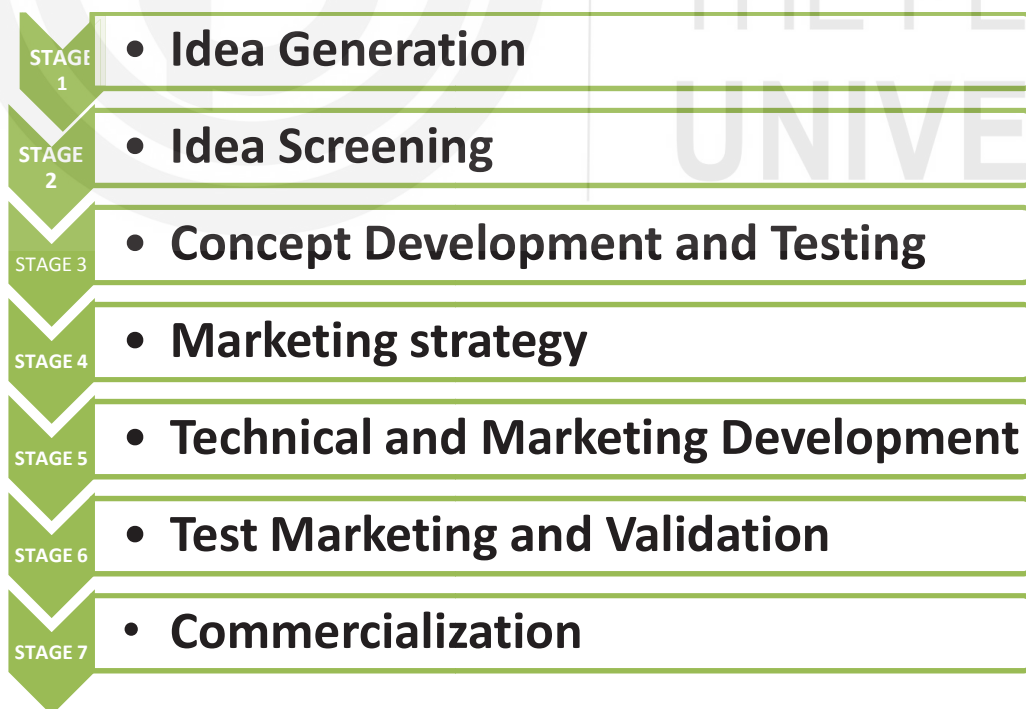 STAGE 1
• Idea Generation
STAGE 2
• Idea Screening
STAGE 3
• Concept Development and Testing
STAGE 4
• Marketing strategy
STAGE 5
• Technical and Marketing Development
STAGE 6
• Test Marketing and Validation
STAGE 7
• Commercialization